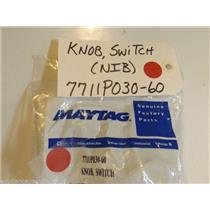 KNOB, SWITCH
(NIB)
7711P030-60
MAYTAG
Genuine
Factory
Parts
7711P030-60
KNOB, SWITCH